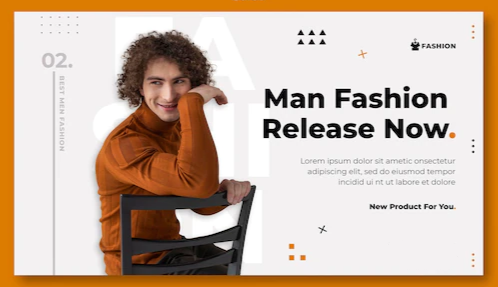 02.
BEST MEN FASHION
FASHION
Man Fashion
Release Now.
Lorem ipsum dolor sit ametic onsectetur
adipiscing elit, sed do eiusmod tempor
incidid ui nt ut labore et dolore
New Product For You.